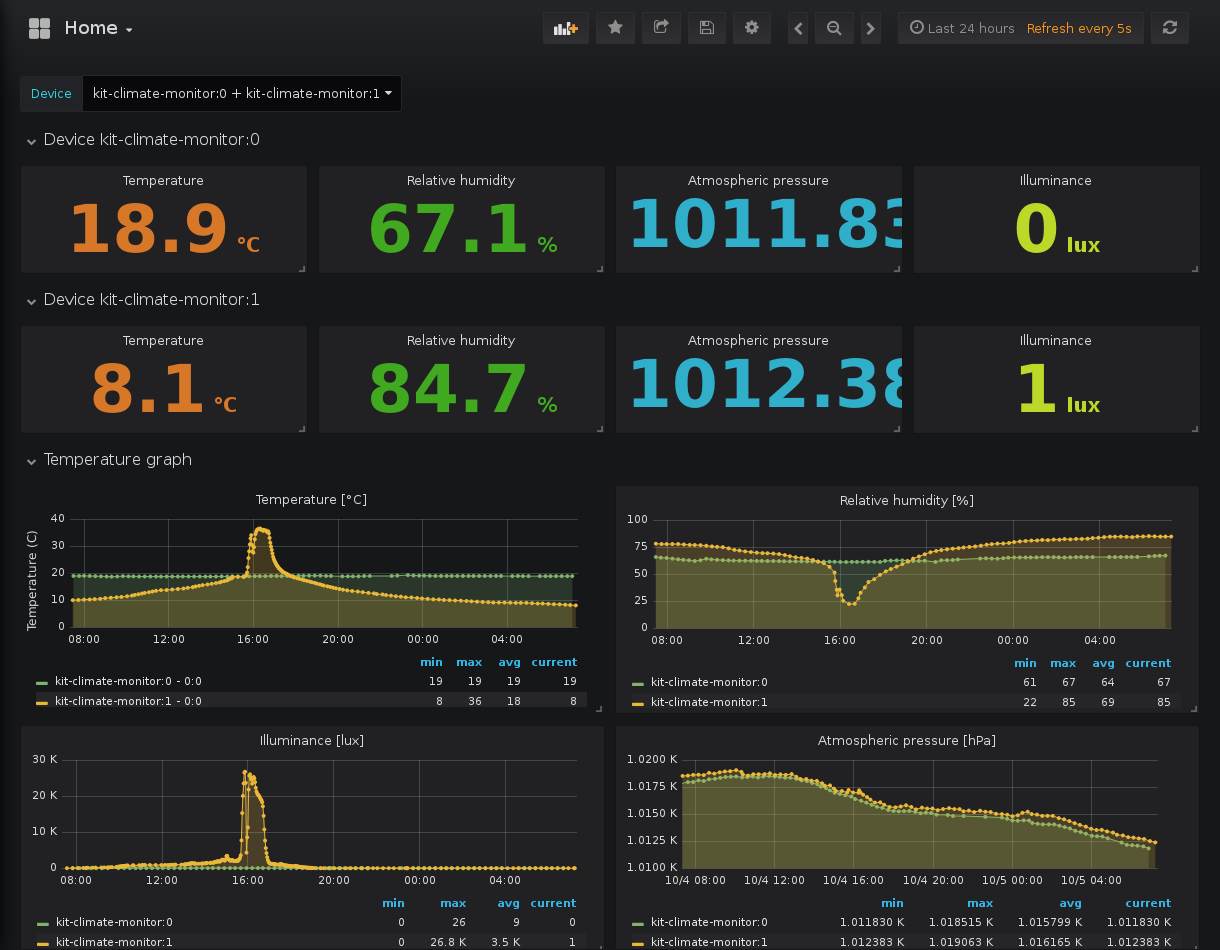 Home
Last 24 hours Refresh every 5s
Device kit-climate-monitor:0 + kit-climate-monitor:1
Device kit-climate-monitor:0
Temperature Relative humidity Atmospheric pressure Illuminance
18.9 °C 67.1 % 1011.83 0 lux
Device kit-climate-monitor:1
Temperature Relative humidity Atmospheric pressure Illuminance
8.1 °C 84.7 % 1012.38 1 lux
Temperature graph
Temperature [°C]
Temperature (C)
40
30
20
10
0
08:00 12:00 16:00 20:00 00:00 04:00
min max avg current
kit-climate-monitor:0 - 0:0 19 19 19 19
kit-climate-monitor:1 - 0:0 8 36 18 8
Relative humidity [%]
100
75
50
25
0
08:00 12:00 16:00 20:00 00:00 04:00
min max avg current
kit-climate-monitor:0 61 67 64 67
kit-climate-monitor:1 22 85 69 85
Illuminance [lux]
30 K
20 K
10 K
0
08:00 12:00 16:00 20:00 00:00 04:00
min max avg current
kit-climate-monitor:0 0 26 9 0
kit-climate-monitor:1 0 26.8 K 3.5 K 1
Atmospheric pressure [hPa]
1.0200 K
1.0175 K
1.0150 K
1.0125 K
1.0100 K
10/4 08:00 10/4 12:00 10/4 16:00 10/4 20:00 10/5 00:00 10/5 04:00
min max avg current
kit-climate-monitor:0 1.011830 K 1.018515 K 1.015799 K 1.011830 K
kit-climate-monitor:1 1.012383 K 1.019063 K 1.016165 K 1.012383 K